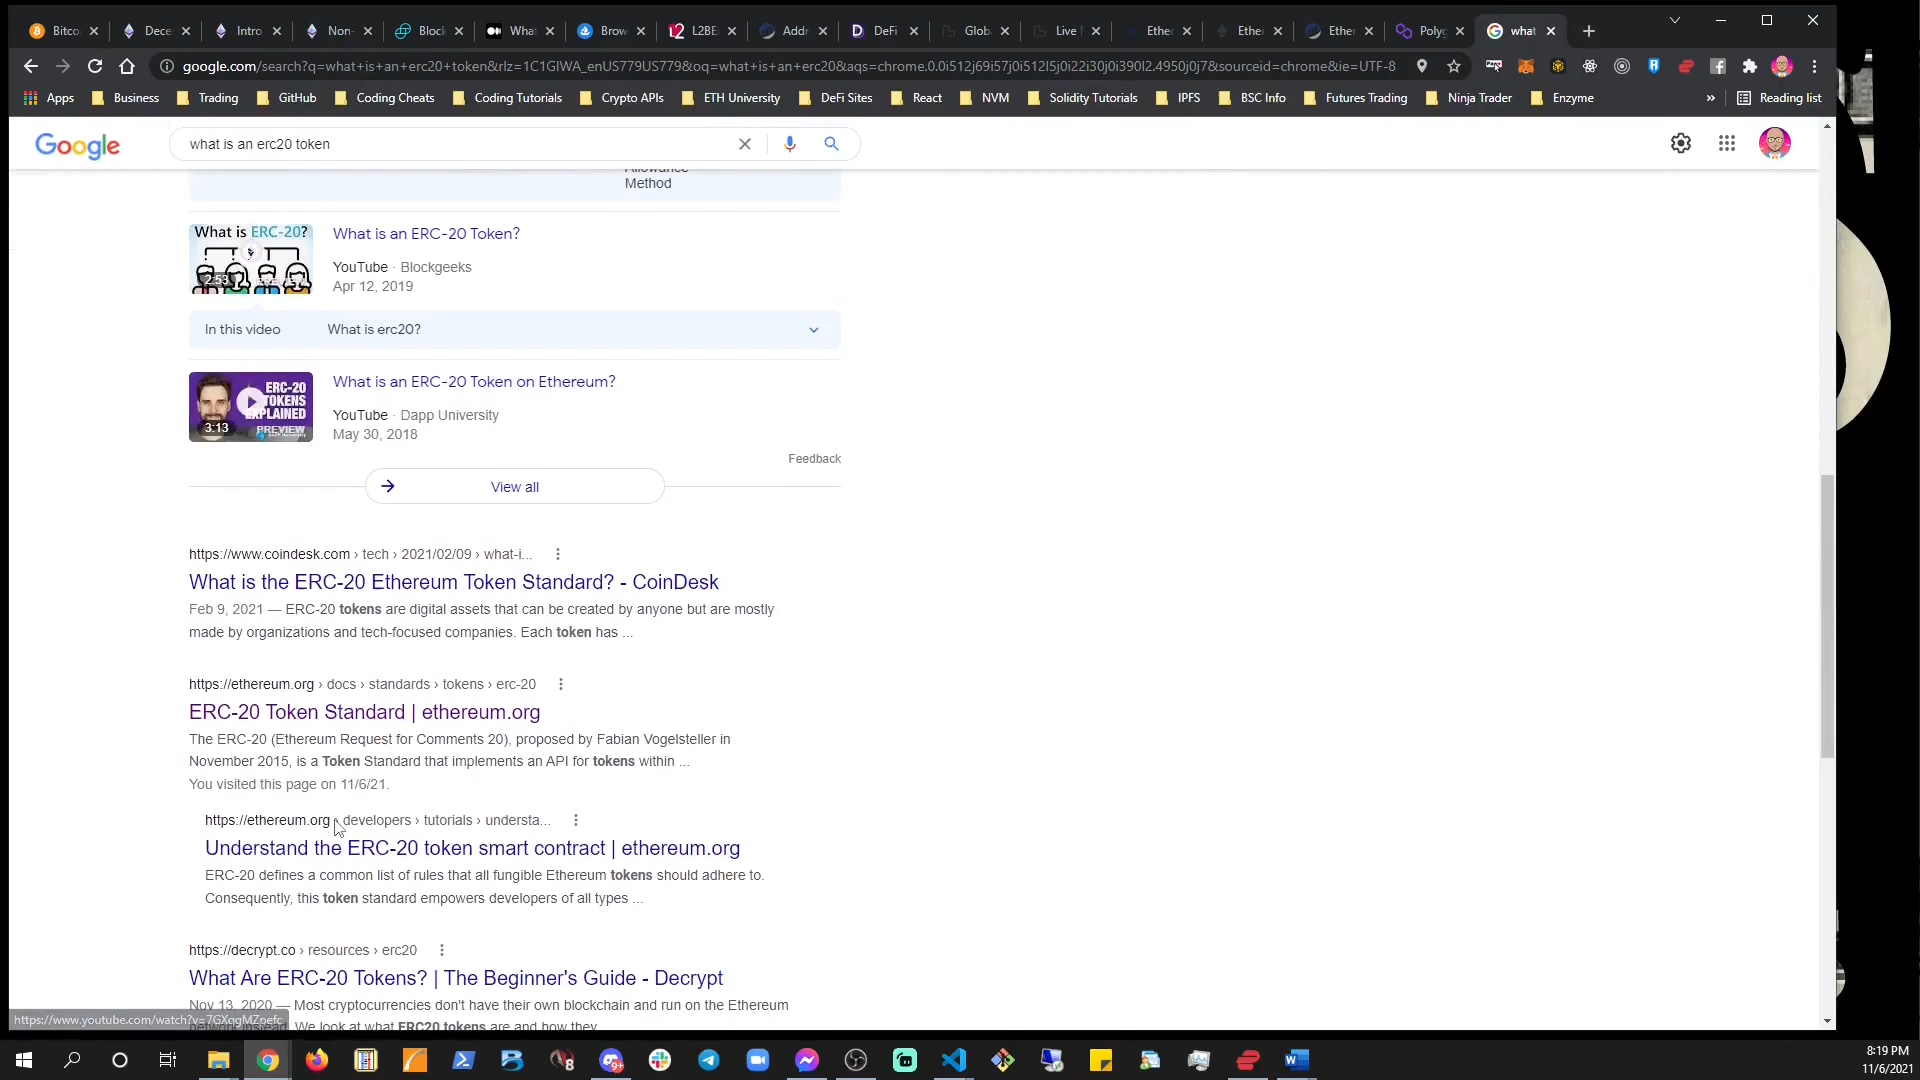 Bitco
Dece
Intro
Non-
Block
What
Brow
L2BE
Addr
DeFi
Glob
Live
Ether
Ether
Ether
Polyg
what
google.com/search?q=what+is+an+erc20+token&rlz=1C1GIWA_enUS779US779&oq=what+is+an+erc20&aqs=chrome.0.0i512j69i57j0i512l5j0i22i30j0i390l2.4950j0j7&sourceid=chrome&ie=UTF-8
Apps Business Trading GitHub Coding Cheats Coding Tutorials Crypto APIs ETH University DeFi Sites React NVM Solidity Tutorials IPFS BSC Info Futures Trading Ninja Trader Enzyme » Reading list
Google what is an erc20 token
Allowance
Method
What is ERC-20?
2:53
What is an ERC-20 Token?
YouTube · Blockgeeks
Apr 12, 2019
In this video What is erc20?
ERC-20
TOKENS
EXPLAINED
PREVIEW
3:13
What is an ERC-20 Token on Ethereum?
YouTube · Dapp University
May 30, 2018
Feedback
View all
https://www.coindesk.com › tech › 2021/02/09 › what-i...
What is the ERC-20 Ethereum Token Standard? - CoinDesk
Feb 9, 2021 — ERC-20 tokens are digital assets that can be created by anyone but are mostly
made by organizations and tech-focused companies. Each token has ...
https://ethereum.org › docs › standards › tokens › erc-20
ERC-20 Token Standard | ethereum.org
The ERC-20 (Ethereum Request for Comments 20), proposed by Fabian Vogelsteller in
November 2015, is a Token Standard that implements an API for tokens within ...
You visited this page on 11/6/21.
https://ethereum.org › developers › tutorials › understa...
Understand the ERC-20 token smart contract | ethereum.org
ERC-20 defines a common list of rules that all fungible Ethereum tokens should adhere to.
Consequently, this token standard empowers developers of all types ...
https://decrypt.co › resources › erc20
What Are ERC-20 Tokens? | The Beginner's Guide - Decrypt
Nov 13, 2020 — Most cryptocurrencies don't have their own blockchain and run on the Ethereum
network instead. We look at what ERC20 tokens are and how they
8:19 PM
11/6/2021